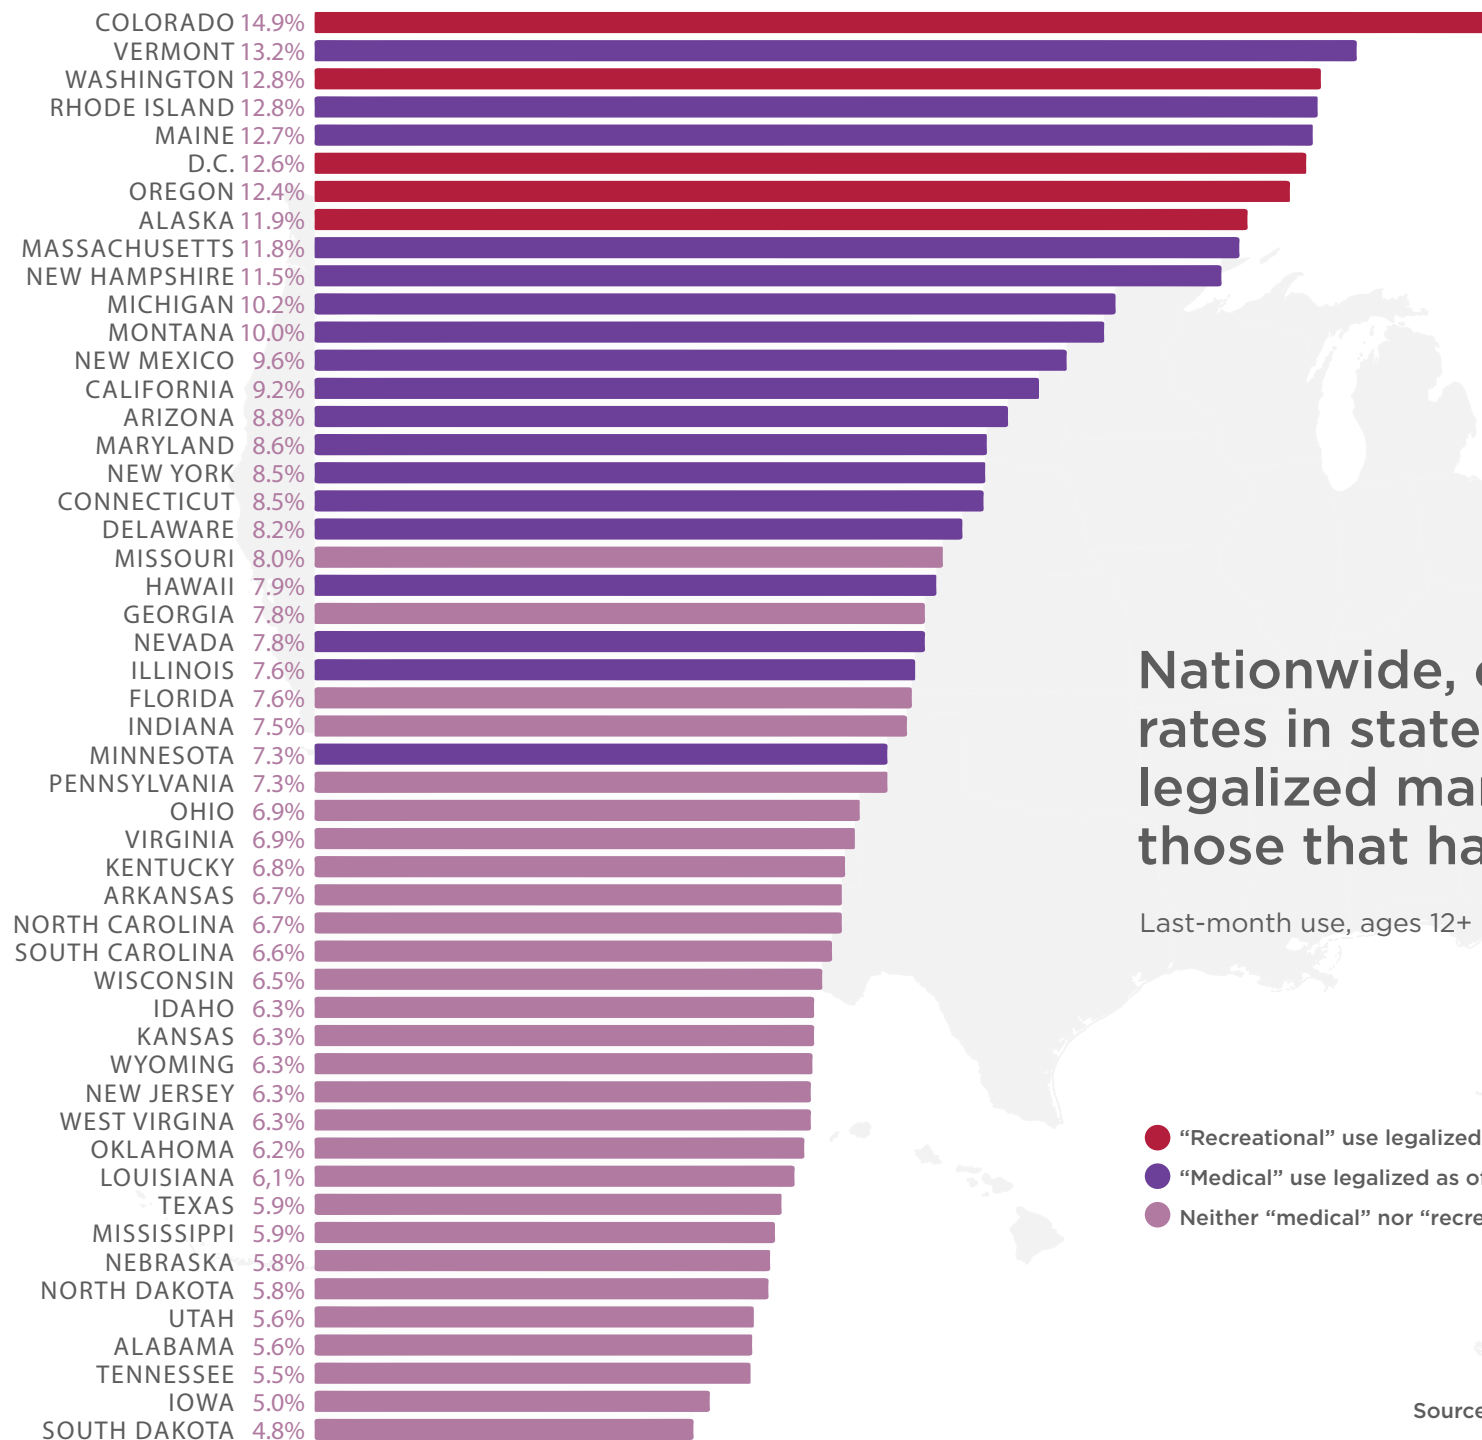 COLORADO 14.9%
VERMONT 13.2%
WASHINGTON 12.8%
RHODE ISLAND 12.8%
MAINE 12.7%
D.C. 12.6%
OREGON 12.4%
ALASKA 11.9%
MASSACHUSETTS 11.8%
NEW HAMPSHIRE 11.5%
MICHIGAN 10.2%
MONTANA 10.0%
NEW MEXICO 9.6%
CALIFORNIA 9.2%
ARIZONA 8.8%
MARYLAND 8.6%
NEW YORK 8.5%
CONNECTICUT 8.5%
DELAWARE 8.2%
MISSOURI 8.0%
HAWAII 7.9%
GEORGIA 7.8%
NEVADA 7.8%
ILLINOIS 7.6%
FLORIDA 7.6%
INDIANA 7.5%
MINNESOTA 7.3%
PENNSYLVANIA 7.3%
OHIO 6.9%
VIRGINIA 6.9%
KENTUCKY 6.8%
ARKANSAS 6.7%
NORTH CAROLINA 6.7%
SOUTH CAROLINA 6.6%
WISCONSIN 6.5%
IDAHO 6.3%
KANSAS 6.3%
WYOMING 6.3%
NEW JERSEY 6.3%
WEST VIRGINA 6.3%
OKLAHOMA 6.2%
LOUISIANA 6,1%
TEXAS 5.9%
MISSISSIPPI 5.9%
NEBRASKA 5.8%
NORTH DAKOTA 5.8%
UTAH 5.6%
ALABAMA 5.6%
TENNESSEE 5.5%
IOWA 5.0%
SOUTH DAKOTA 4.8%
Nationwide,
rates in state
legalized mar
those that ha
Last-month use, ages 12+
“Recreational” use legalized
“Medical” use legalized as of
Neither “medical” nor “recre
Source